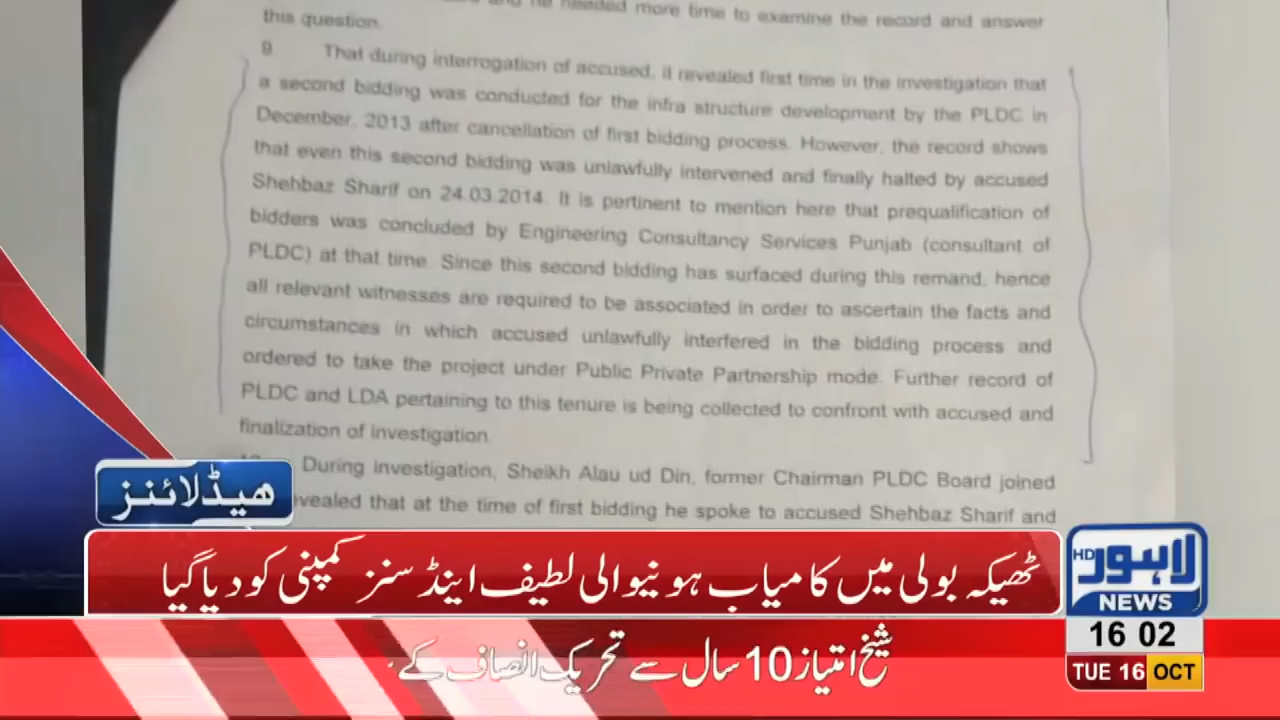 needed more time to examine the record and answer
this question.
9. That during interrogation of accused, it revealed first time in the investigation that
a second bidding was conducted for the infra structure development by the PLDC in
December, 2013 after cancellation of first bidding process. However, the record shows
that even this second bidding was unlawfully intervened and finally halted by accused
Shehbaz Sharif on 24.03.2014. It is pertinent to mention here that prequalification of
bidders was concluded by Engineering Consultancy Services Punjab (consultant of
PLDC) at that time. Since this second bidding has surfaced during this remand, hence
all relevant witnesses are required to be associated in order to ascertain the facts and
circumstances in which accused unlawfully interfered in the bidding process and
ordered to take the project under Public Private Partnership mode. Further record of
PLDC and LDA pertaining to this tenure is being collected to confront with accused and
finalization of investigation.
During investigation, Sheikh Alau ud Din, former Chairman PLDC Board joined
evealed that at the time of first bidding he spoke to accused Shehbaz Sharif and
ہیڈلائنز
ٹھیکہ بولی میں کامیاب ہونیوالی لطیف اینڈ سنز کمپنی کو دیا گیا
لاہور HD
NEWS
16 02
TUE 16 OCT
شیخ امتیاز 10 سال سے تحریک انصاف کے